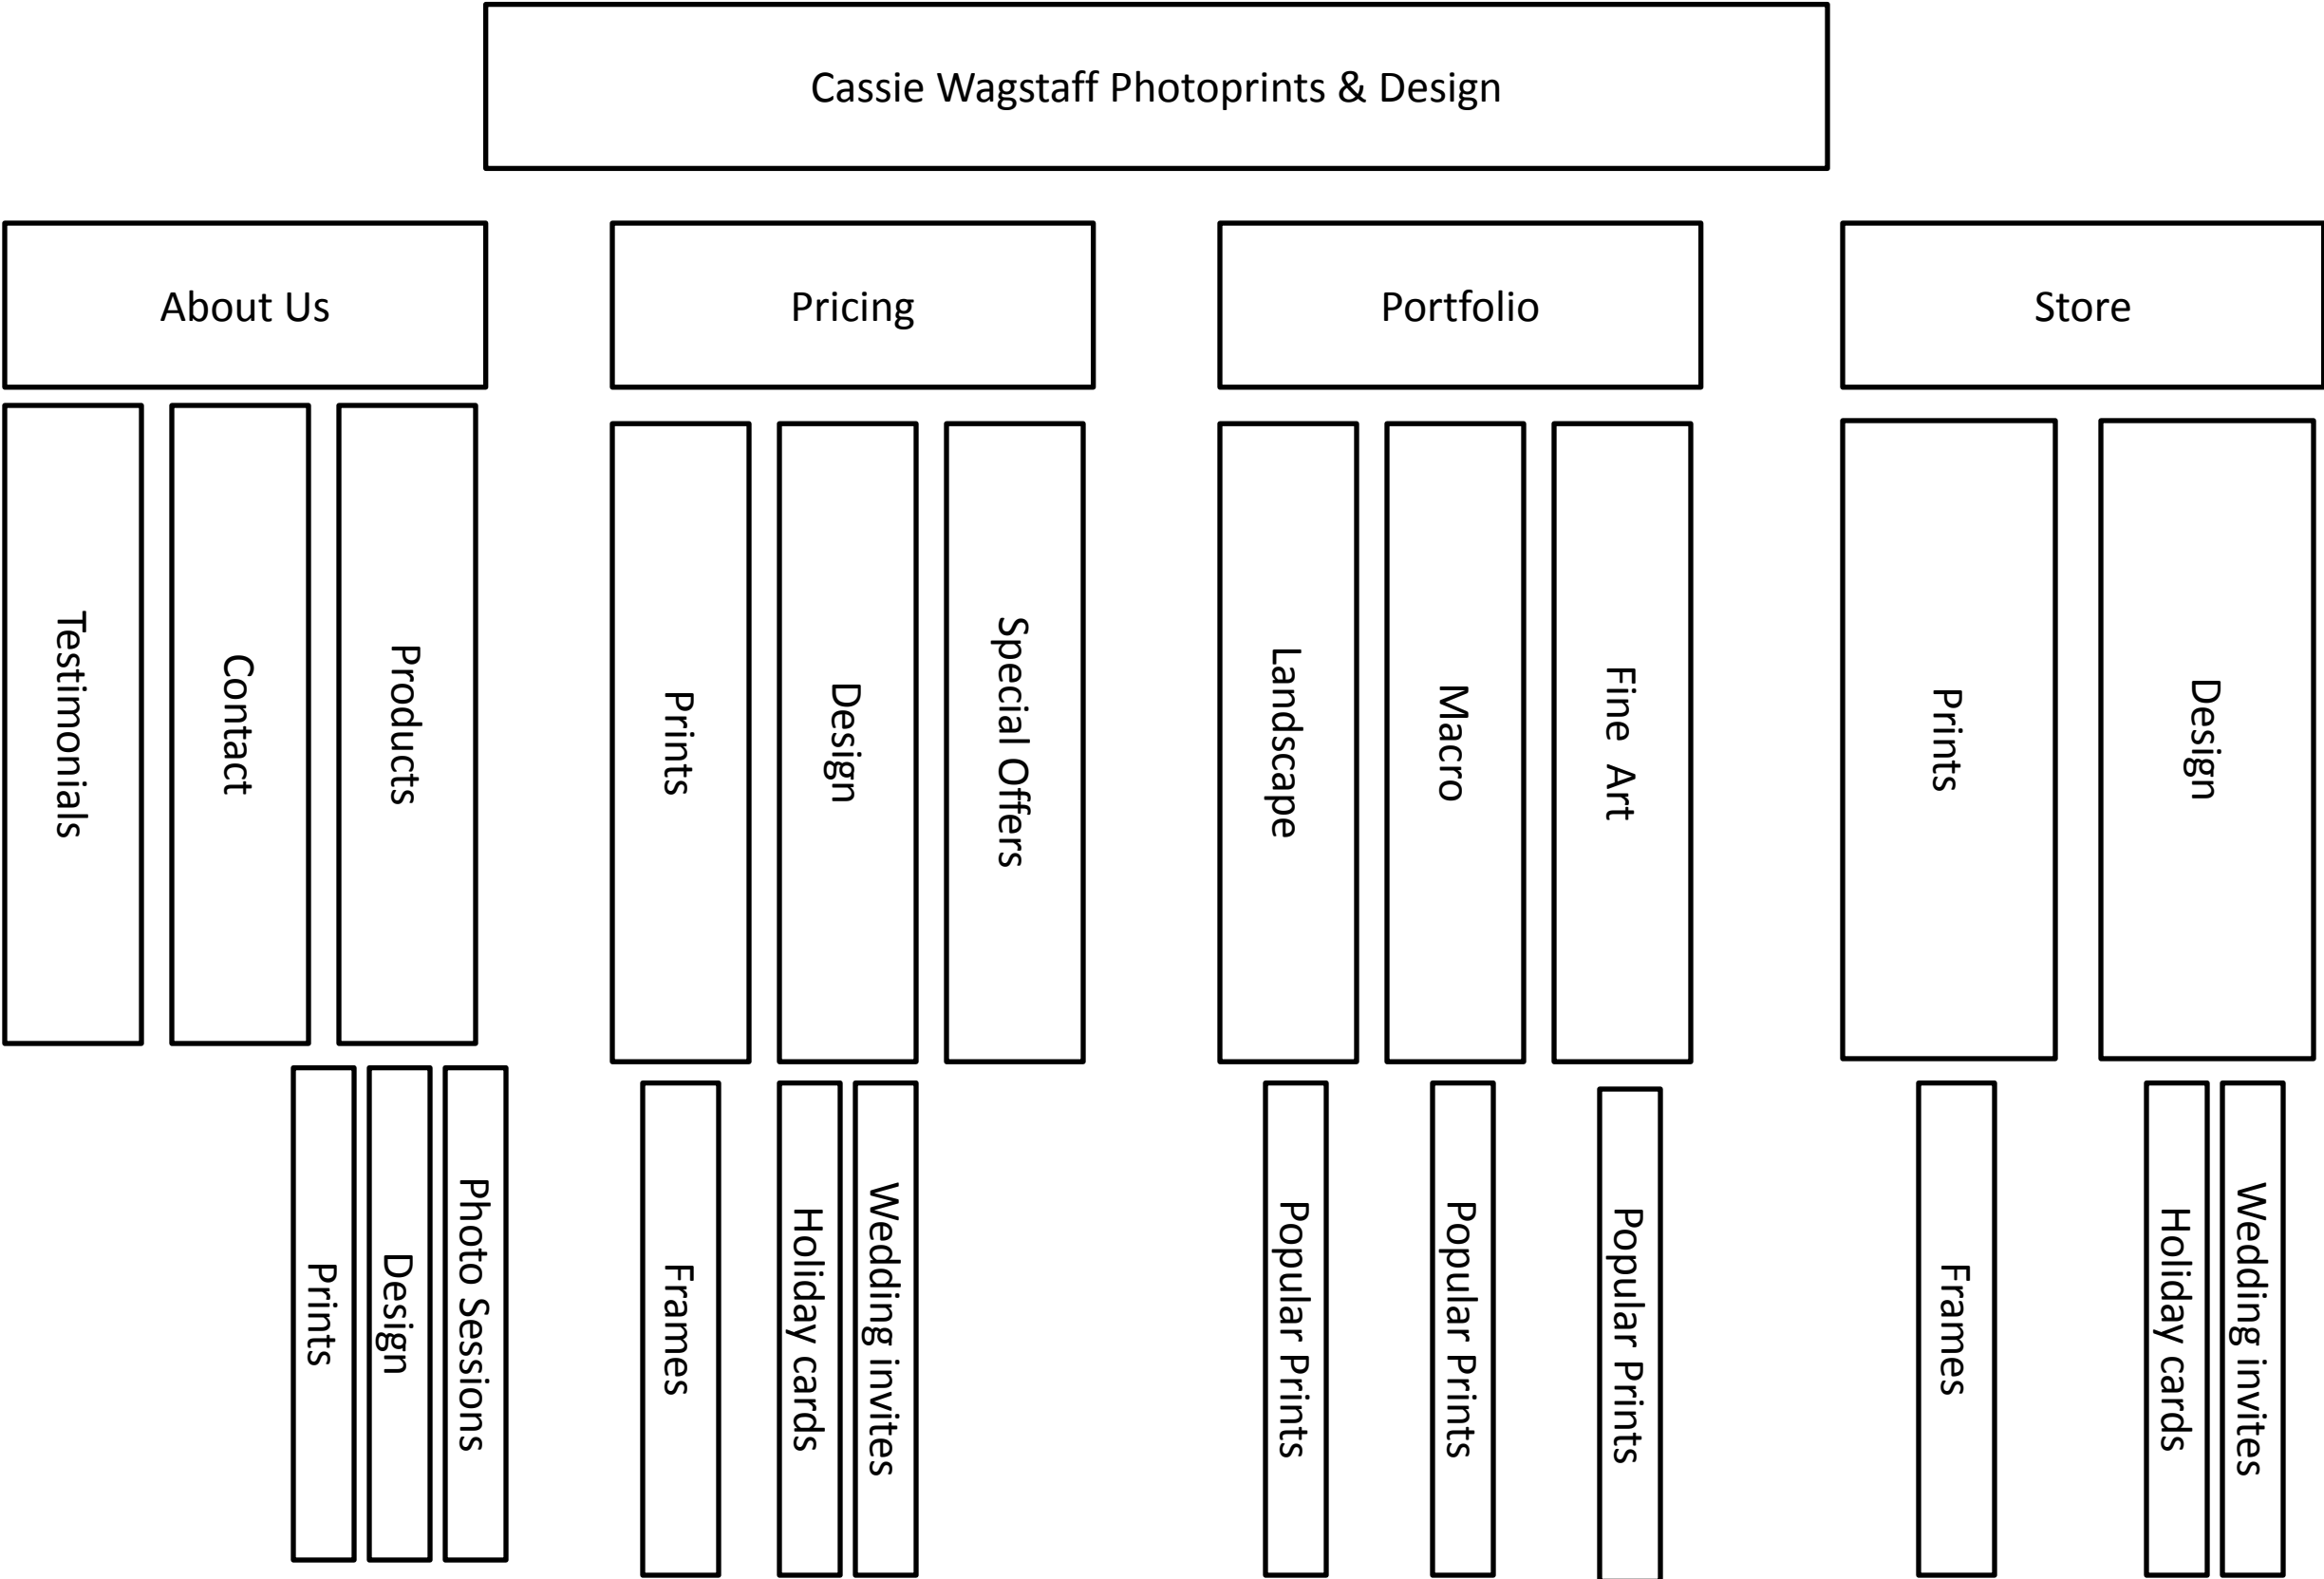 Cassie Wagstaff Photoprints & Design
About Us
Pricing
Portfolio
Store
Testimonials
Contact
Products
Prints
Design
Special Offers
Landscape
Macro
Fine Art
Prints
Design
Prints
Design
Photo Sessions
Frames
Holiday cards
Wedding invites
Popular Prints
Popular Prints
Popular Prints
Frames
Holiday cards
Wedding invites